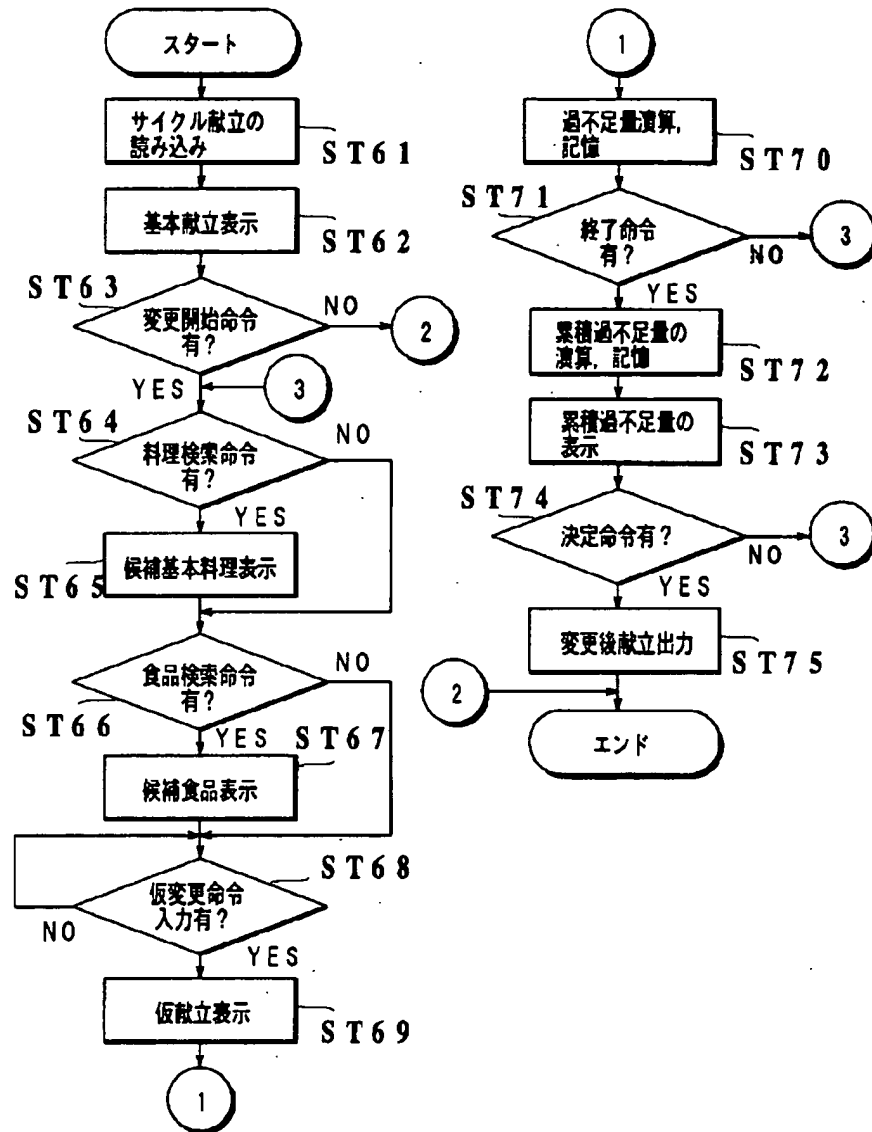 スタート
サイクル献立の
読み込み
ST61
基本献立表示
ST62
ST63
変更開始命令
有?
NO
2
YES
3
ST64
料理検索命令
有?
NO
YES
候補基本料理表示
ST65
食品検索命令
有?
NO
ST66
YES
ST67
候補食品表示
ST68
仮変更命令
入力有?
NO
YES
仮献立表示
ST69
1
1
過不足量演算,
記憶
ST70
ST71
終了命令
有?
NO
3
YES
累積過不足量の
演算, 記憶
ST72
累積過不足量の
表示
ST73
ST74
決定命令有?
NO
3
YES
変更後献立出力
ST75
2
エンド